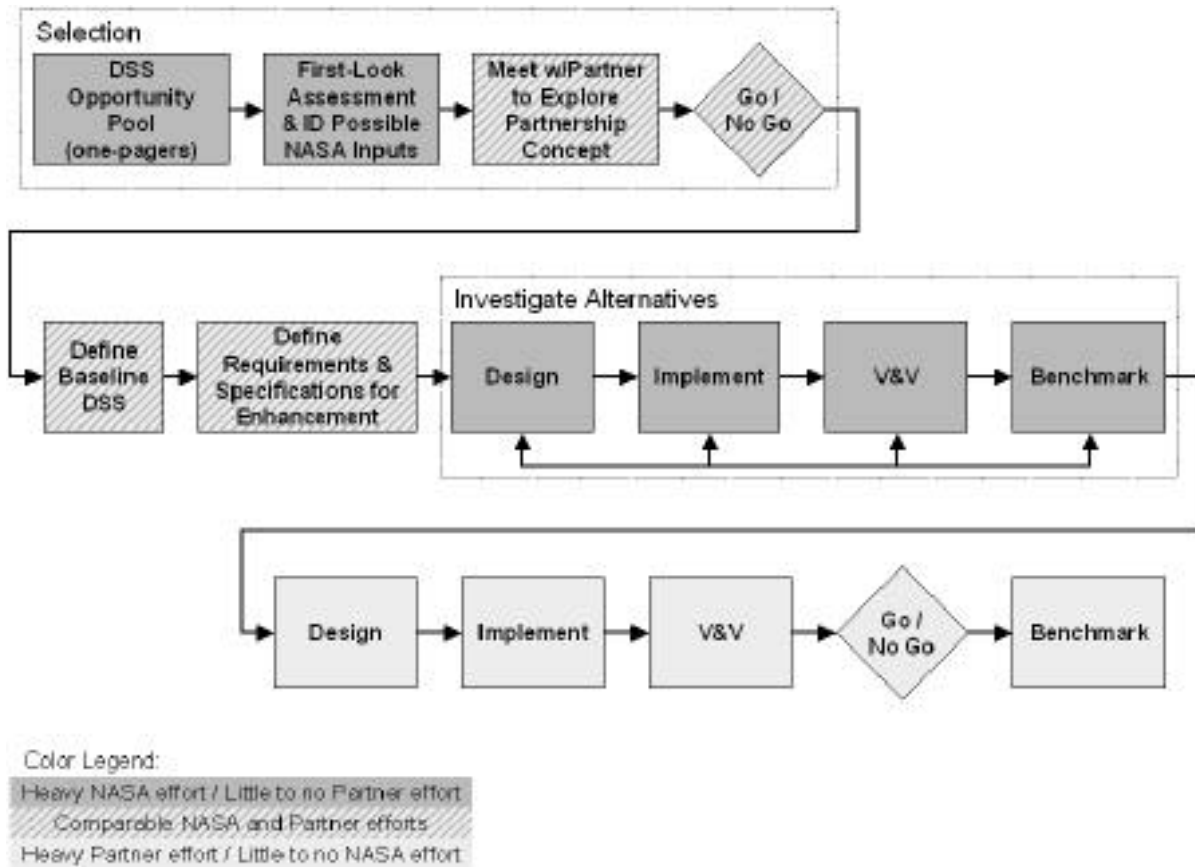 Selection
DSS
Opportunity
Pool
(one-pagers)
First-Look
Assessment
& ID Possible
NASA Inputs
Meet w/Partner
to Explore
Partnership
Concept
Go /
No Go
Define
Baseline
DSS
Define
Requirements &
Specifications for
Enhancement
Investigate Alternatives
Design
Implement
V&V
Benchmark
Design
Implement
V&V
Go /
No Go
Benchmark
Color Legend:
Heavy NASA effort / Little to no Partner effort
Comparable NASA and Partner efforts
Heavy Partner effort / Little to no NASA effort